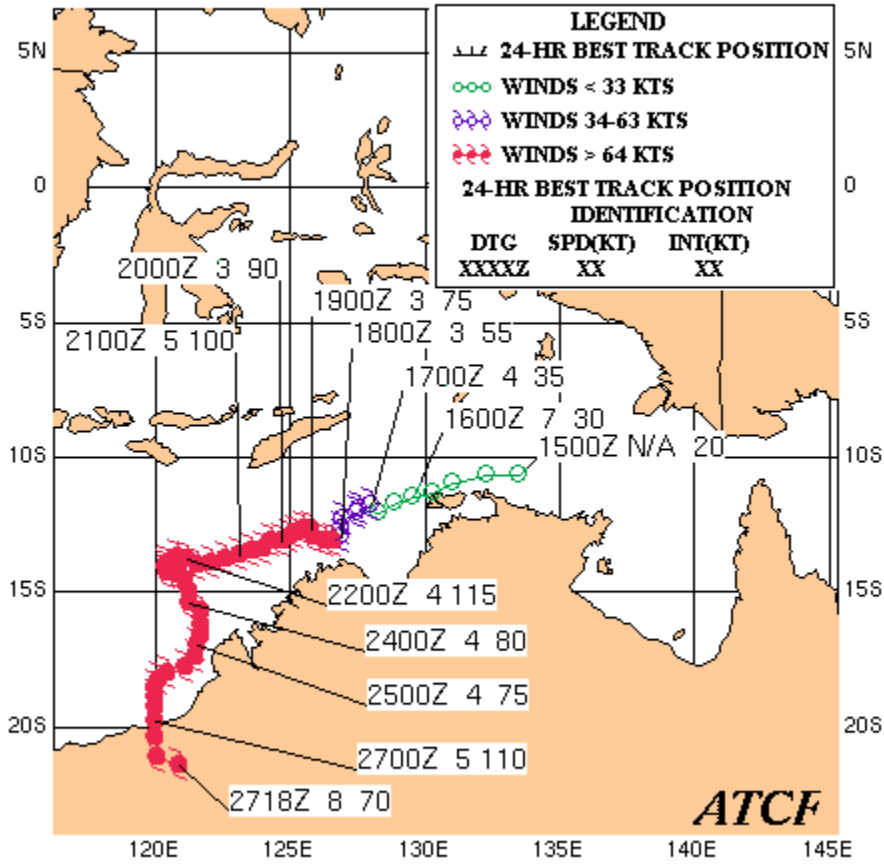 LEGEND
24-HR BEST TRACK POSITION
WINDS < 33 KTS
WINDS 34-63 KTS
WINDS > 64 KTS
24-HR BEST TRACK POSITION
IDENTIFICATION
DTG SPD(KT) INT(KT)
XXXXZ XX XX
5N 5N
0 0
2000Z 3 90
1900Z 3 75
5S 5S
2100Z 5 100
1800Z 3 55
1700Z 4 35
1600Z 7 30
1500Z N/A 20
10S 10S
15S 15S
2200Z 4 115
2400Z 4 80
2500Z 4 75
20S 20S
2700Z 5 110
2718Z 8 70
ATCF
120E 125E 130E 135E 140E 145E